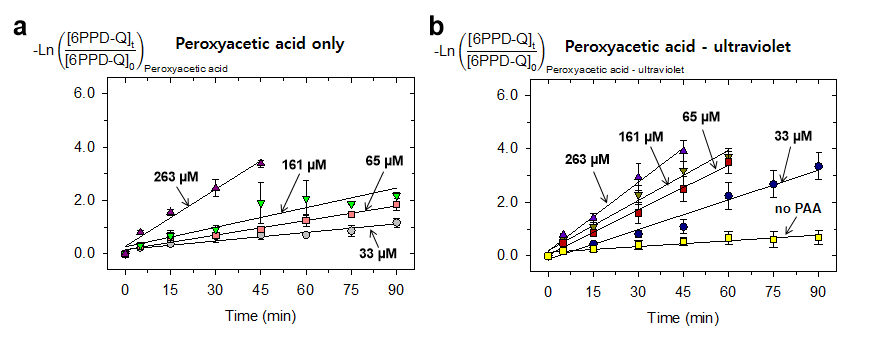 a
-Ln([6PPD-Q]t/[6PPD-Q]0)Peroxyacetic acid
Peroxyacetic acid only
6.0
4.0
2.0
0.0
263 µM
161 µM
65 µM
33 µM
0 15 30 45 60 75 90
Time (min)
b
-Ln([6PPD-Q]t/[6PPD-Q]0)Peroxyacetic acid - ultraviolet
Peroxyacetic acid - ultraviolet
6.0
4.0
2.0
0.0
263 µM
161 µM
65 µM
33 µM
no PAA
0 15 30 45 60 75 90
Time (min)